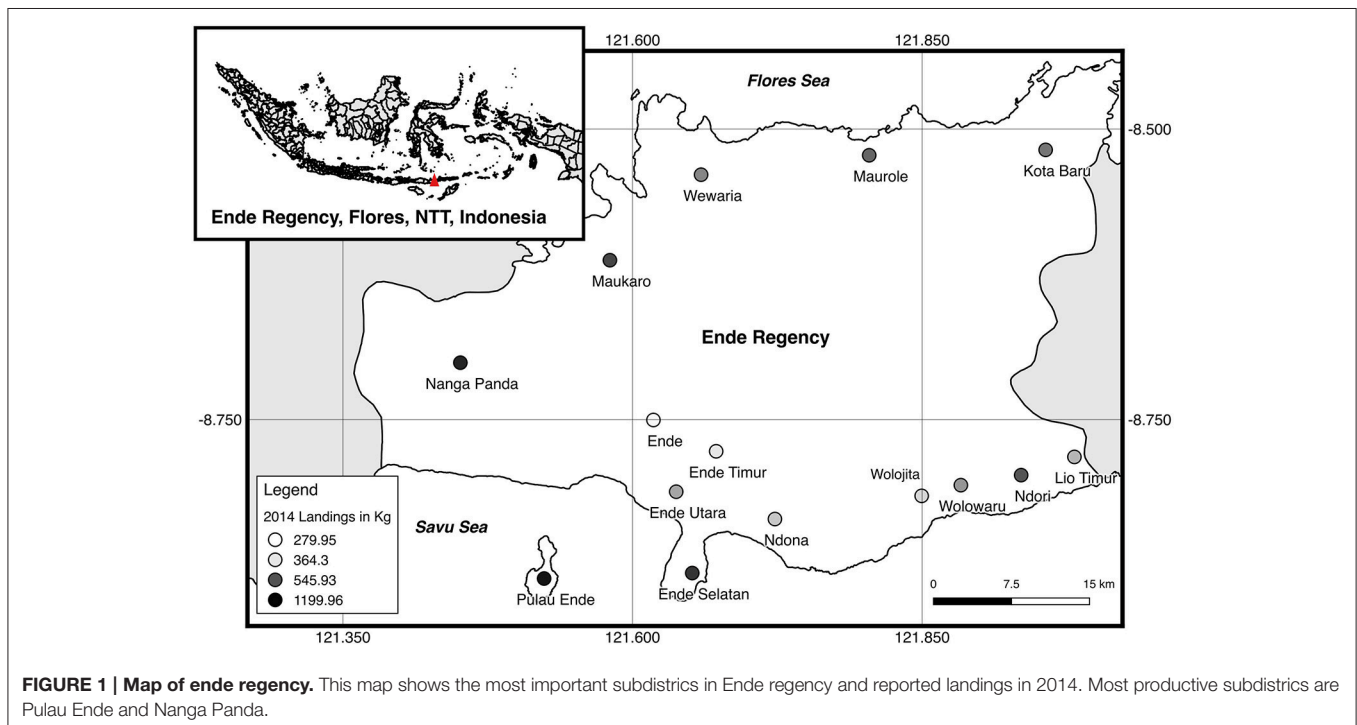 121.600
121.850
Flores Sea
-8.500
Maurole
Kota Baru
Wewaria
Ende Regency, Flores, NTT, Indonesia
Maukaro
Ende Regency
Nanga Panda
-8.750
-8.750
Ende
Ende Timur
Wolojita
Lio Timur
Legend
Ndori
Wolowaru
2014 Landings in Kg
Ende Utara
Savu Sea
279.95
Ndona
364.3
545.93
0 7.5 15 km
1199.96
Pulau Ende
Ende Selatan
121.350
121.600
121.850
FIGURE 1 | Map of ende regency. This map shows the most important subdistrics in Ende regency and reported landings in 2014. Most productive subdistrics are
Pulau Ende and Nanga Panda.